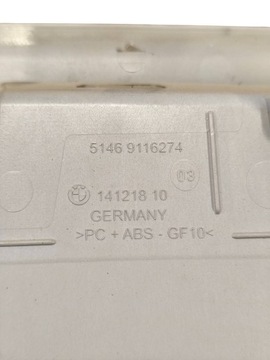 5146 9116274
03
141218 10
GERMANY
>PC + ABS - GF10<